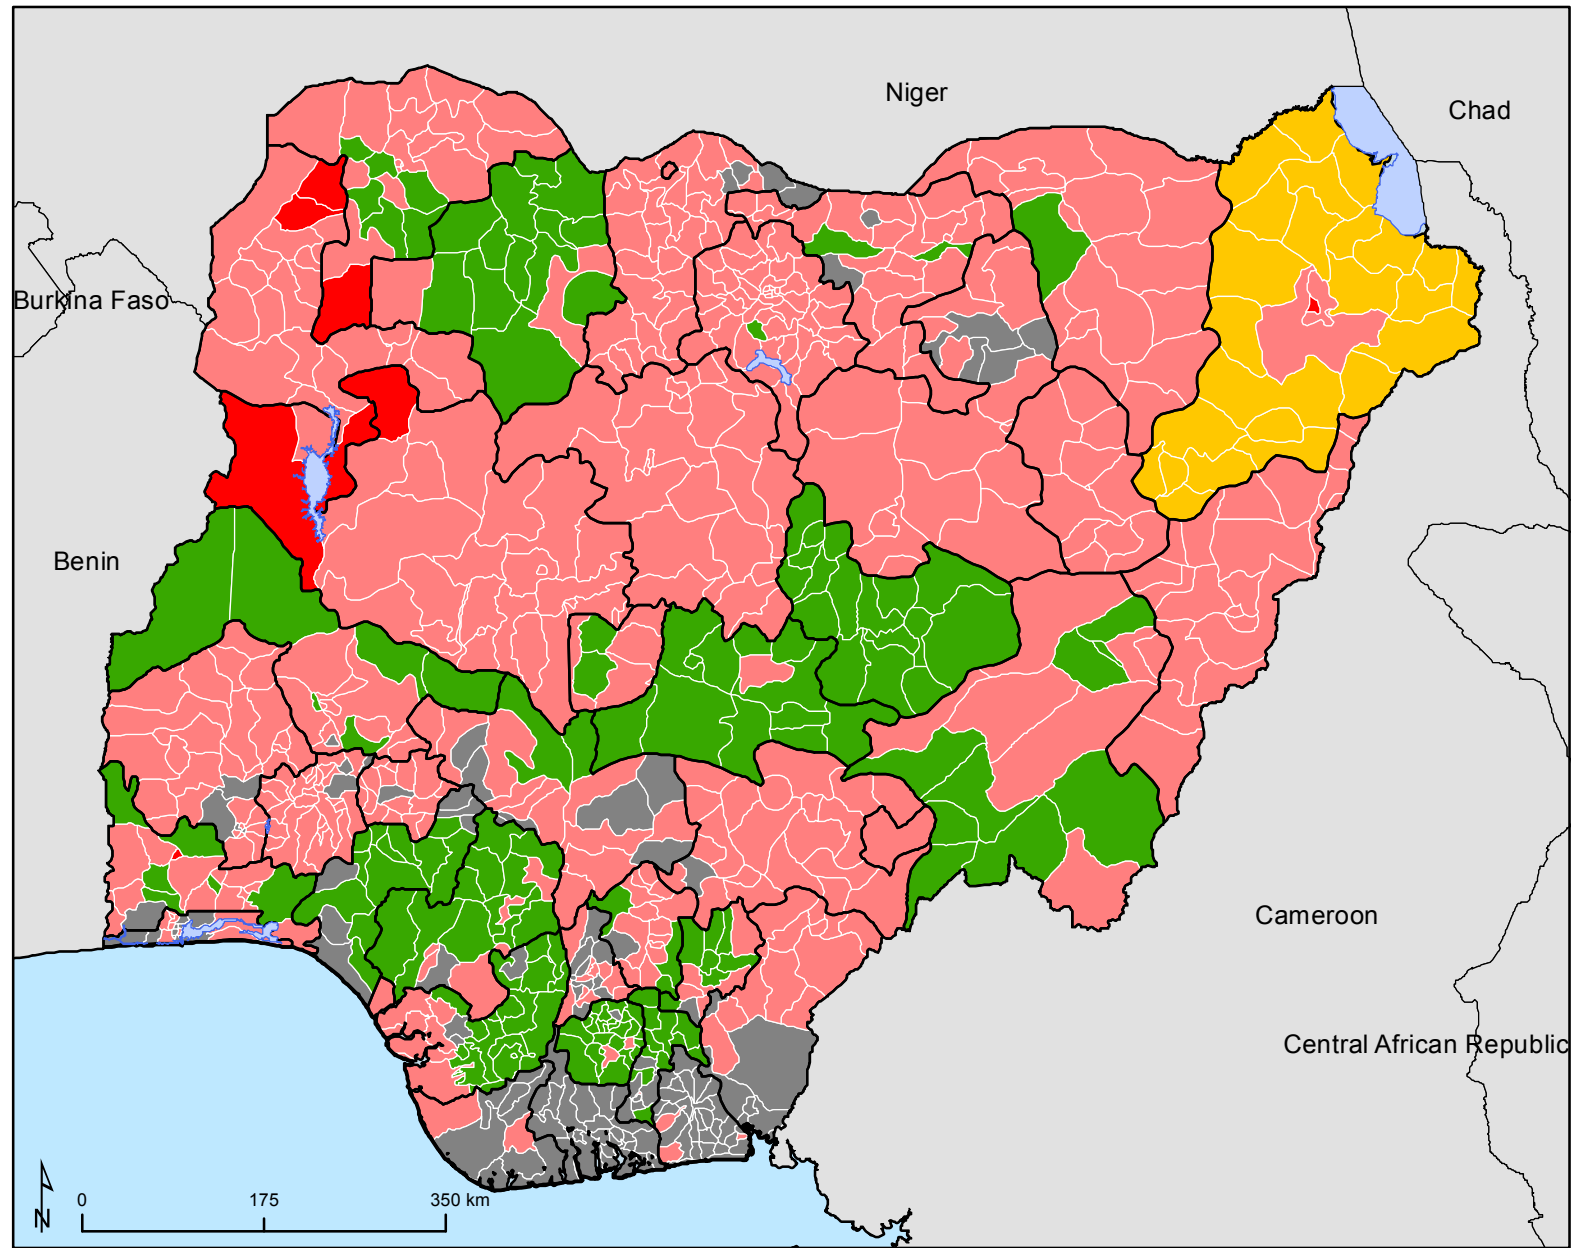 Niger
Chad
Burkina Faso
Benin
Cameroon
Central African Republic
N
0 175 350 km